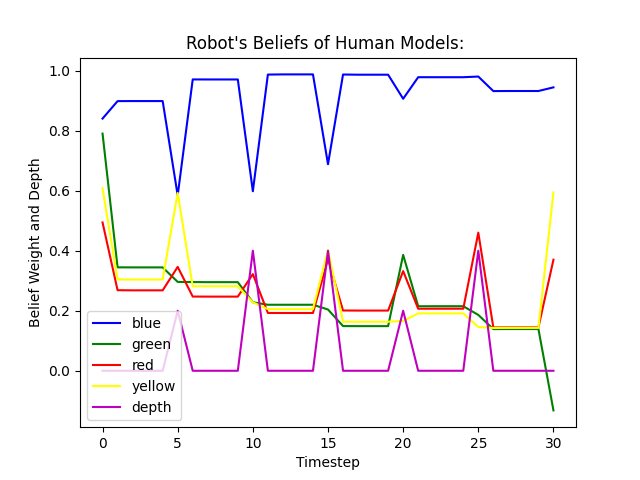 Robot's Beliefs of Human Models:
Belief Weight and Depth
1.0
0.8
0.6
0.4
0.2
0.0
blue
green
red
yellow
depth
0 5 10 15 20 25 30
Timestep